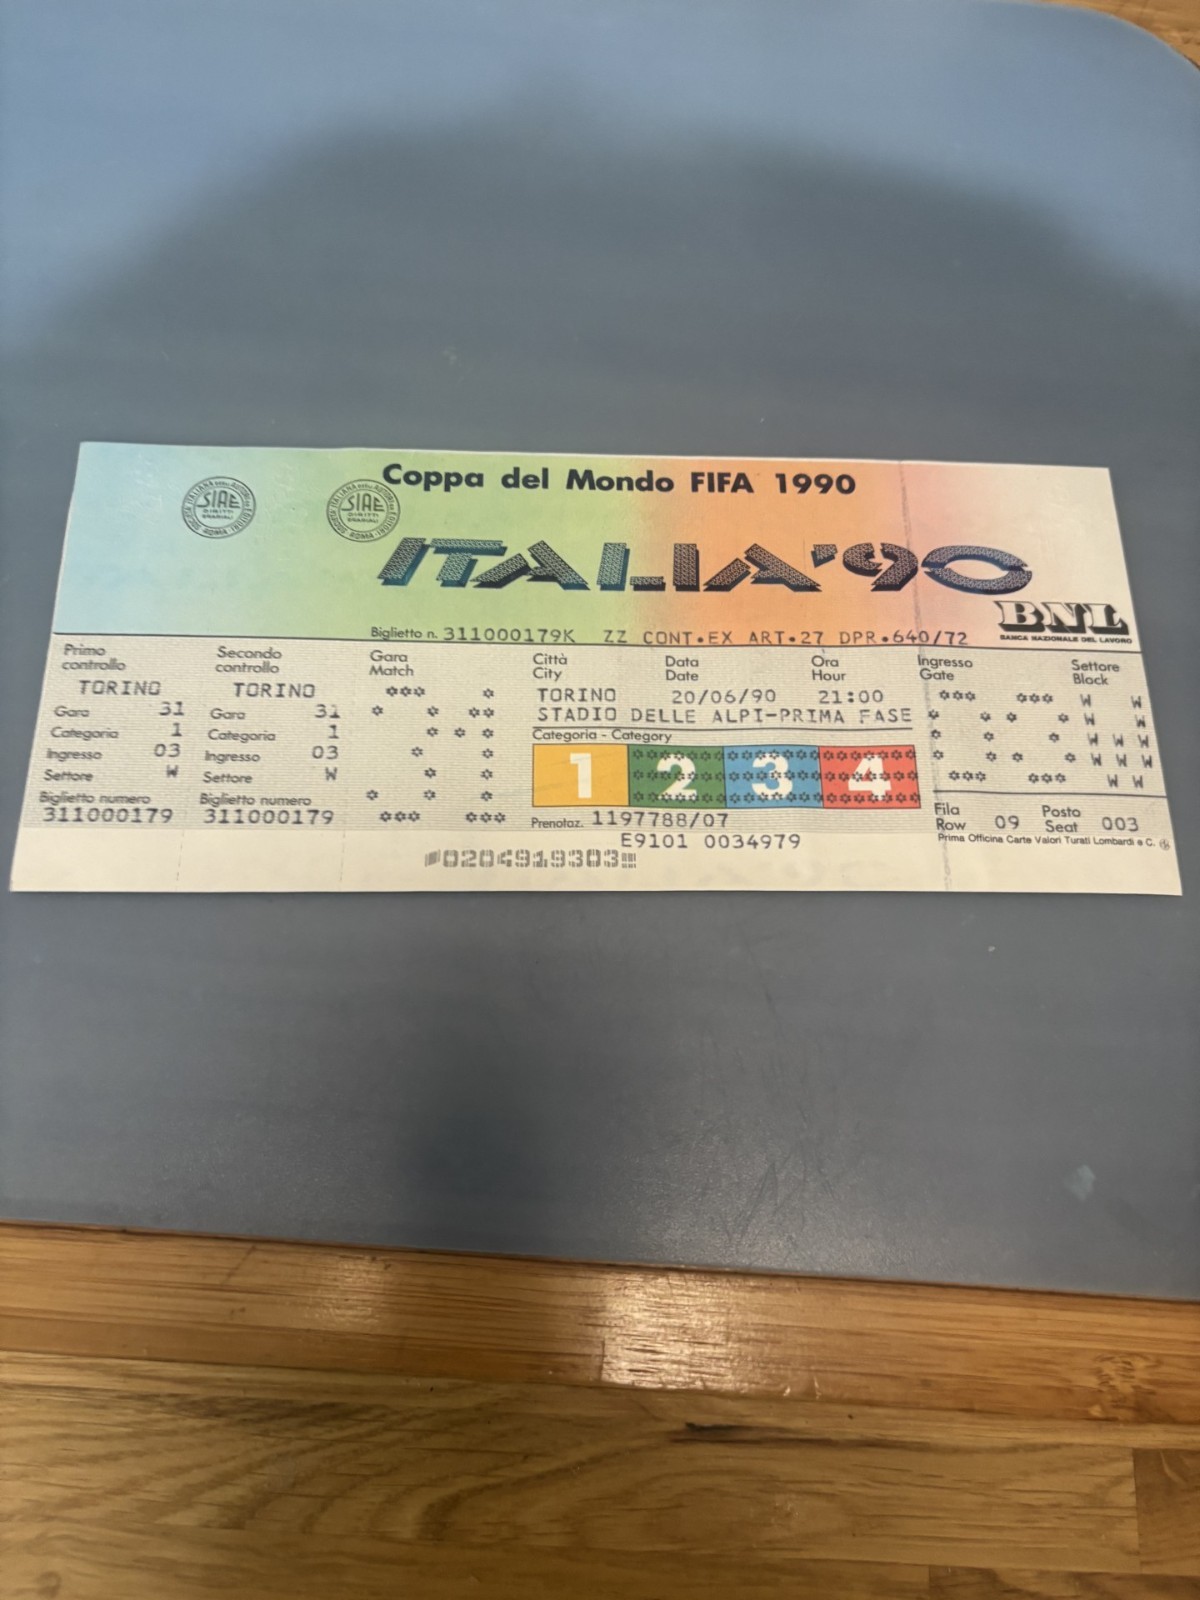 Coppa del Mondo FIFA 1990
SIAE
SIAE
ITALIA '90
BNL
BANCA NAZIONALE DEL LAVORO
Biglietto n. 311000179K ZZ CONT.EX ART.27 DPR.640/72
Primo controllo
TORINO
Gara 31
Categoria 1
Ingresso 03
Settore W
Biglietto numero
311000179
Secondo controllo
TORINO
Gara 31
Categoria 1
Ingresso 03
Settore W
Biglietto numero
311000179
Gara
Match
Città
City
TORINO
Data
Date
20/06/90
Ora
Hour
21:00
STADIO DELLE ALPI-PRIMA FASE
Categoria - Category
1 2 3 4
Prenotaz. 1197788/07
E9101 0034979
0204919303
Ingresso
Gate
Settore
Block
Fila
Row 09
Posto
Seat 003
Prima Officina Carte Valori Turati Lombardi e C.